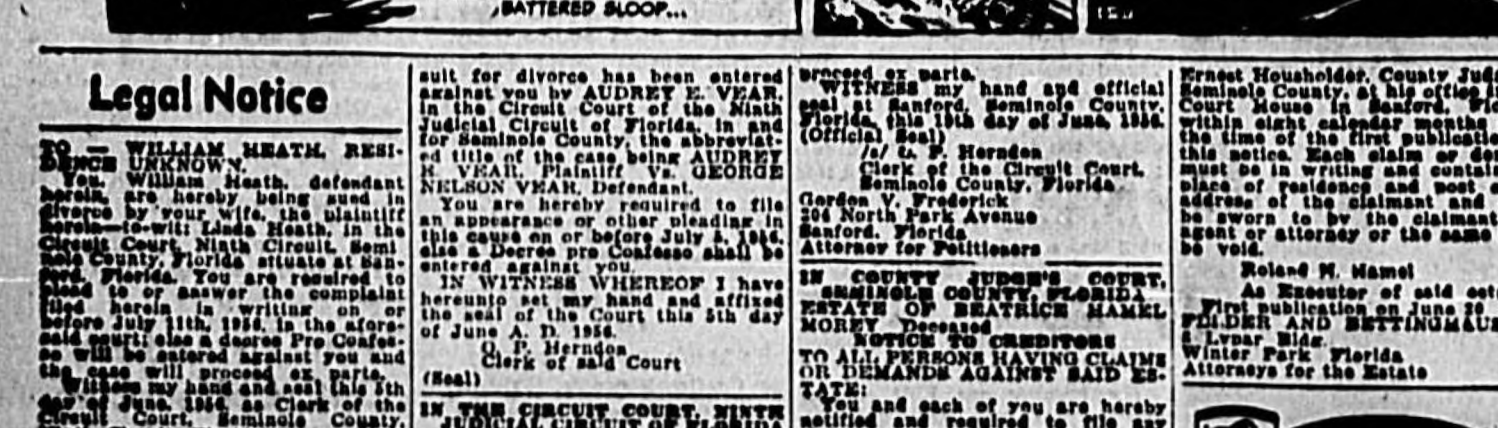 BATTERED SLOOP...
Legal Notice
TO — WILLIAM HEATH, RESI-
DENCE UNKNOWN.
You, William Heath, defendant
herein, are hereby being sued in
divorce by your wife, the plaintiff
herein—to-wit: Linda Heath, in the
Circuit Court, Ninth Circuit, Semi
nole County, Florida situate at San-
ford, Florida. You are required to
plead to or answer the complaint
filed herein in writing on or
before July 11th, 1956, in the afore-
said court; else a decree Pro Confes-
so will be entered against you and
the case will proceed ex parte.
Witness my hand and seal this 5th
day of June, 1956, as Clerk of the
Circuit Court, Seminole County,
suit for divorce has been entered
against you by AUDREY E. VEAR,
in the Circuit Court of the Ninth
Judicial Circuit of Florida, in and
for Seminole County, the abbreviat-
ed title of the case being AUDREY
VEAR, Plaintiff Vs. GEORGE
NELSON VEAR, Defendant.
You are hereby required to file
an appearance or other pleading in
this cause on or before July
else a Decree pro Confesso shall be
entered against you.
IN WITNESS WHEREOF I have
hereunto set my hand and affixed
the seal of the Court this 5th day
of June A. D. 1956.
O. P. Herndon
Clerk of said Court
(Seal)
IN THE CIRCUIT COURT, NINTH
JUDICIAL CIRCUIT OF FLORIDA
proceed ex parte.
WITNESS my hand and official
seal at Sanford, Seminole County,
Florida, this 19th day of June, 1956.
(Official Seal)
/s/ O. P. Herndon
Clerk of the Circuit Court,
Seminole County, Florida
Gordon V. Frederick
204 North Park Avenue
Sanford, Florida
Attorney for Petitioners
IN COUNTY JUDGE'S COURT,
SEMINOLE COUNTY, FLORIDA
ESTATE OF BEATRICE HAMEL
MOREY Deceased
NOTICE TO CREDITORS
TO ALL PERSONS HAVING CLAIMS
OR DEMANDS AGAINST SAID ES-
TATE:
You and each of you are hereby
notified and required to file any
Ernest Housholder, County Jud
Seminole County, at his office in
Court House in Sanford, Flo
within eight calendar months
the time of the first publicatio
this notice. Each claim or de
must be in writing and contain
place of residence and post o
address of the claimant and
be sworn to by the claimant
agent or attorney or the same
be void.
Roland H. Hamel
As Executor of said est
First publication on June 20
AND
Bldg.
Winter Park Florida
Attorneys for the Estate